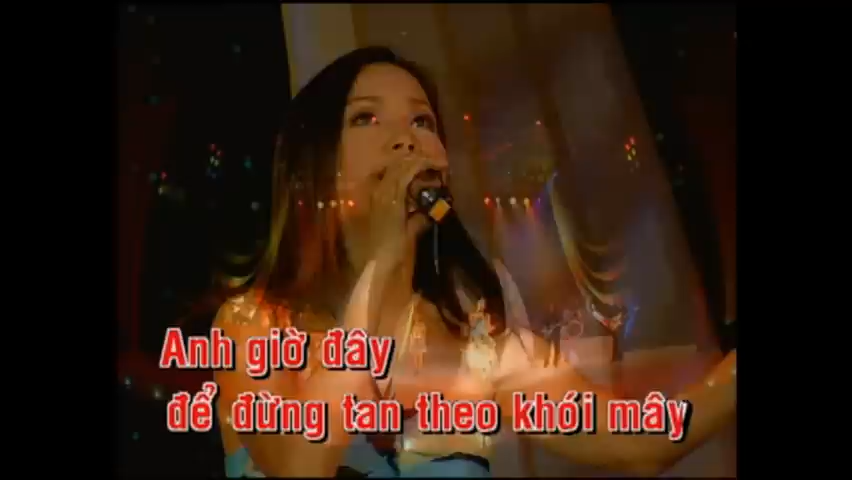 Anh giờ đây
để đừng tan theo khói mây